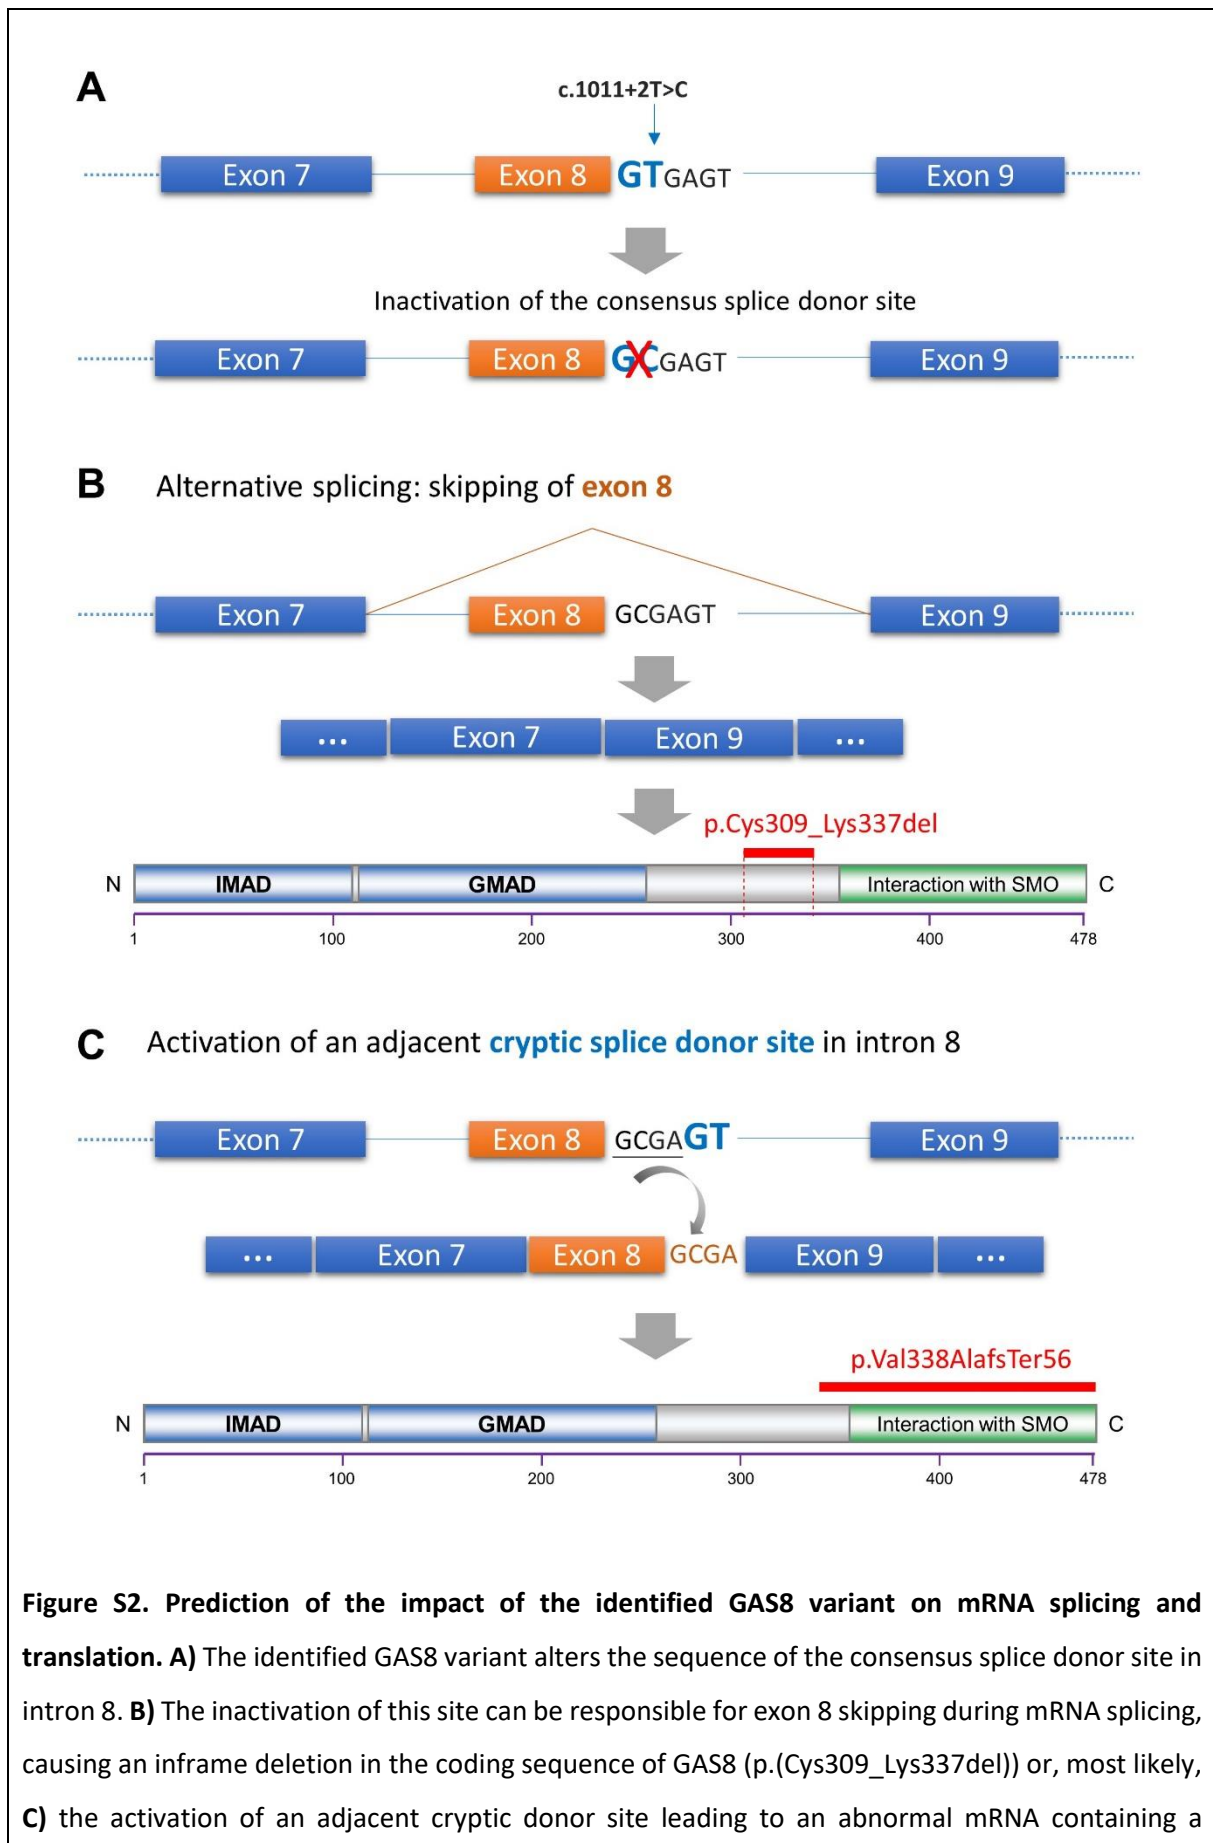 A
c.1011+2T>C
Exon 7 Exon 8 GTGAGT Exon 9
Inactivation of the consensus splice donor site
Exon 7 Exon 8 GCGAGT Exon 9
B Alternative splicing: skipping of exon 8
Exon 7 Exon 8 GCGAGT Exon 9
... Exon 7 Exon 9 ...
p.Cys309_Lys337del
N IMAD GMAD Interaction with SMO C
1 100 200 300 400 478
C Activation of an adjacent cryptic splice donor site in intron 8
Exon 7 Exon 8 GCGAGT Exon 9
... Exon 7 Exon 8 GCGA Exon 9 ...
p.Val338AlafsTer56
N IMAD GMAD Interaction with SMO C
1 100 200 300 400 478
Figure S2. Prediction of the impact of the identified GAS8 variant on mRNA splicing and
translation. A) The identified GAS8 variant alters the sequence of the consensus splice donor site in
intron 8. B) The inactivation of this site can be responsible for exon 8 skipping during mRNA splicing,
causing an inframe deletion in the coding sequence of GAS8 (p.(Cys309_Lys337del)) or, most likely,
C) the activation of an adjacent cryptic donor site leading to an abnormal mRNA containing a